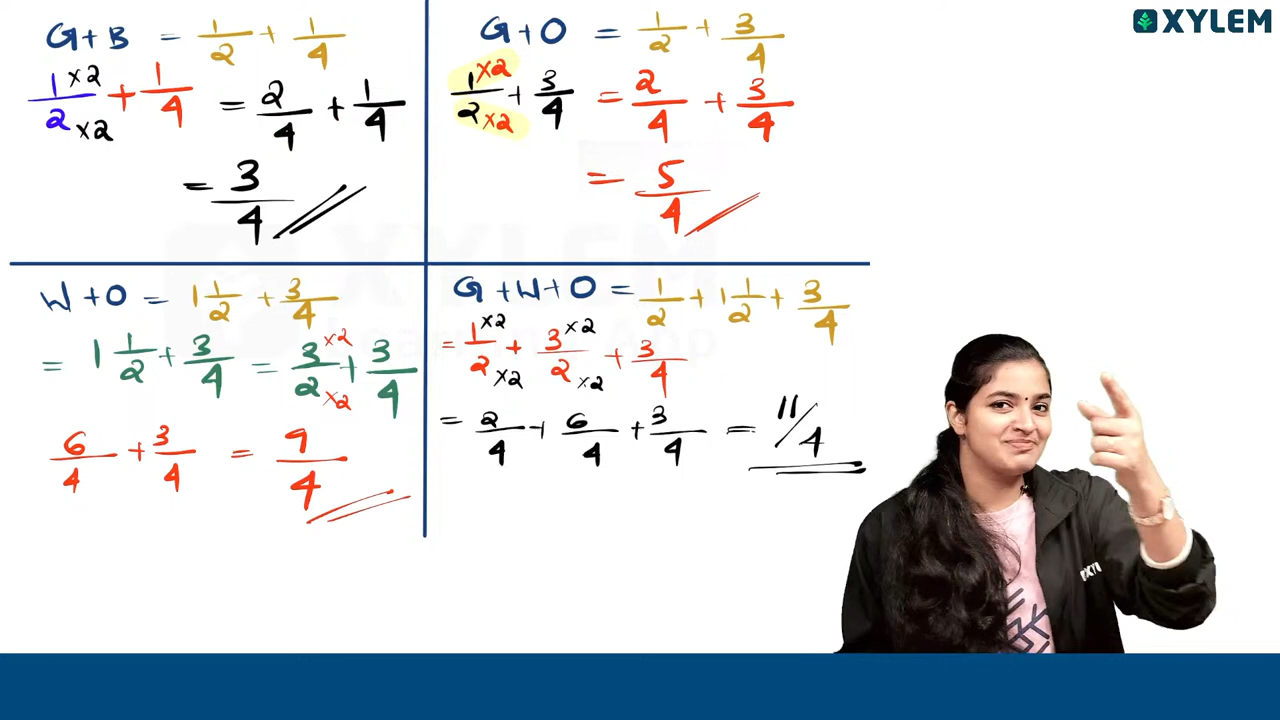 XYLEM
G+B = 1/2 + 1/4
1×2/2×2 + 1/4 = 2/4 + 1/4
= 3/4
G+O = 1/2 + 3/4
1×2/2×2 + 3/4 = 2/4 + 3/4
= 5/4
W+O = 1 1/2 + 3/4
= 1 1/2 + 3/4 = 3×2/2×2 + 3/4
6/4 + 3/4 = 9/4
G+W+O = 1/2 + 1 1/2 + 3/4
= 1×2/2×2 + 3×2/2×2 + 3/4
= 2/4 + 6/4 + 3/4 = 11/4
XYLEM
Learning App